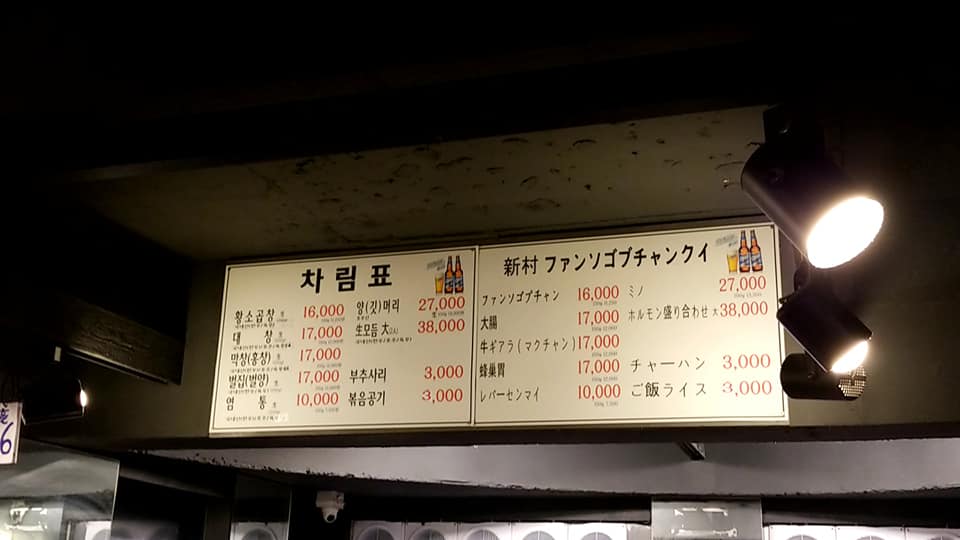 차림표
황소곱창 生 16,000 양(깃)머리 27,000
대 창 生 17,000 生모듬 大 38,000
막창(홍창) 生 17,000
벌집(벌양) 生 17,000 부추사리 3,000
염 통 生 10,000 볶음공기 3,000
新村 ファンソゴプチャンクイ
ファンソゴプチャン 16,000 ミノ 27,000
大腸 17,000 ホルモン盛り合わせ大 38,000
牛ギアラ(マクチャン) 17,000
蜂巣胃 17,000 チャーハン 3,000
レバーセンマイ 10,000 ご飯ライス 3,000
6